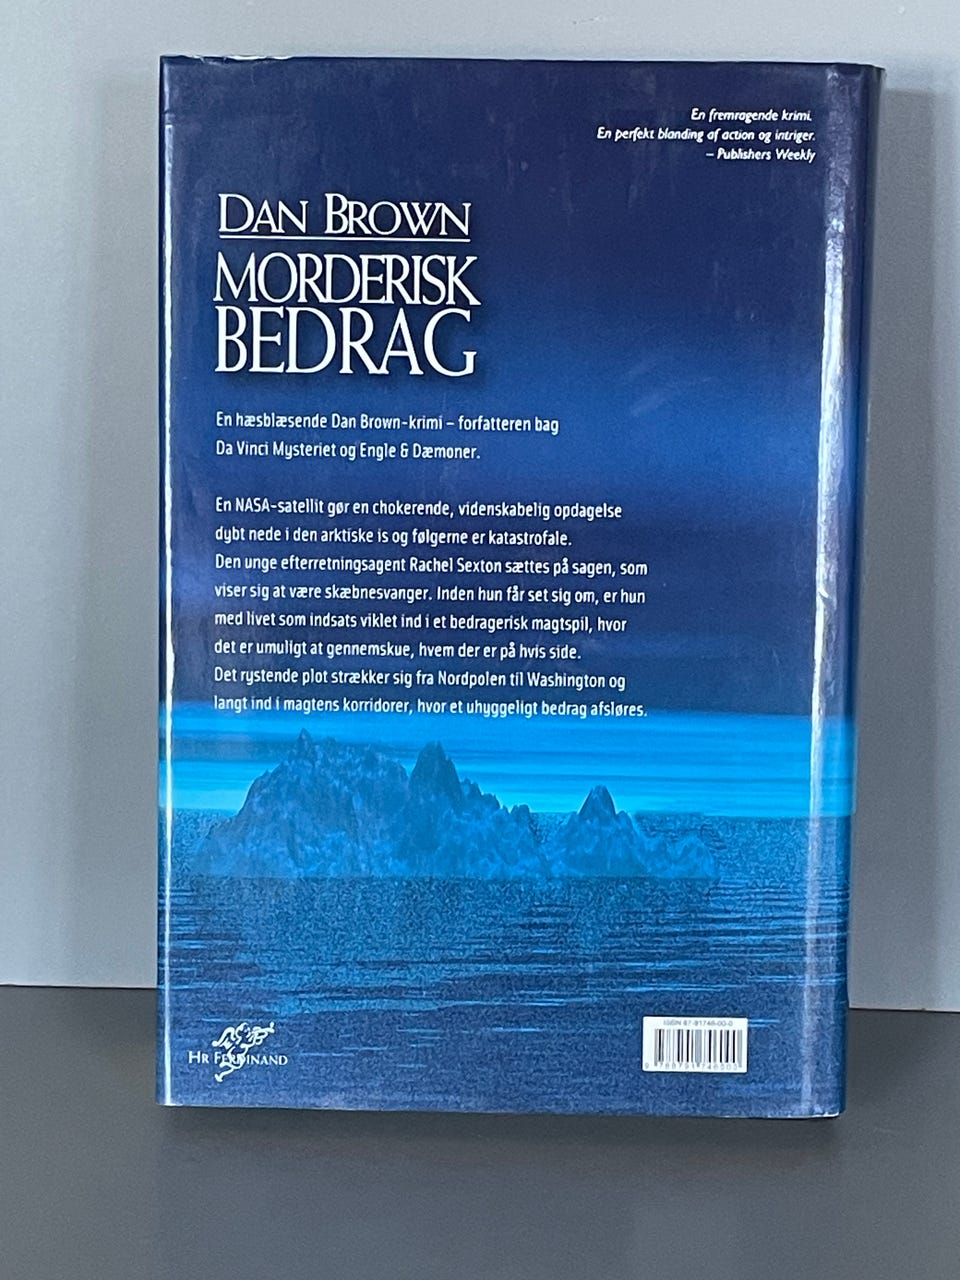 En fremragende krimi.
En perfekt blanding af action og intriger.
– Publishers Weekly
DAN BROWN
MORDERISK
BEDRAG
En hæsblæsende Dan Brown-krimi – forfatteren bag
Da Vinci Mysteriet og Engle & Dæmoner.
En NASA-satellit gør en chokerende, videnskabelig opdagelse
dybt nede i den arktiske is og følgerne er katastrofale.
Den unge efterretningsagent Rachel Sexton sættes på sagen, som
viser sig at være skæbnesvanger. Inden hun får set sig om, er hun
med livet som indsats viklet ind i et bedragerisk magtspil, hvor
det er umuligt at gennemskue, hvem der er på hvis side.
Det rystende plot strækker sig fra Nordpolen til Washington og
langt ind i magtens korridorer, hvor et uhyggeligt bedrag afsløres.
HR FERDINAND
ISBN 87-91746-00-0